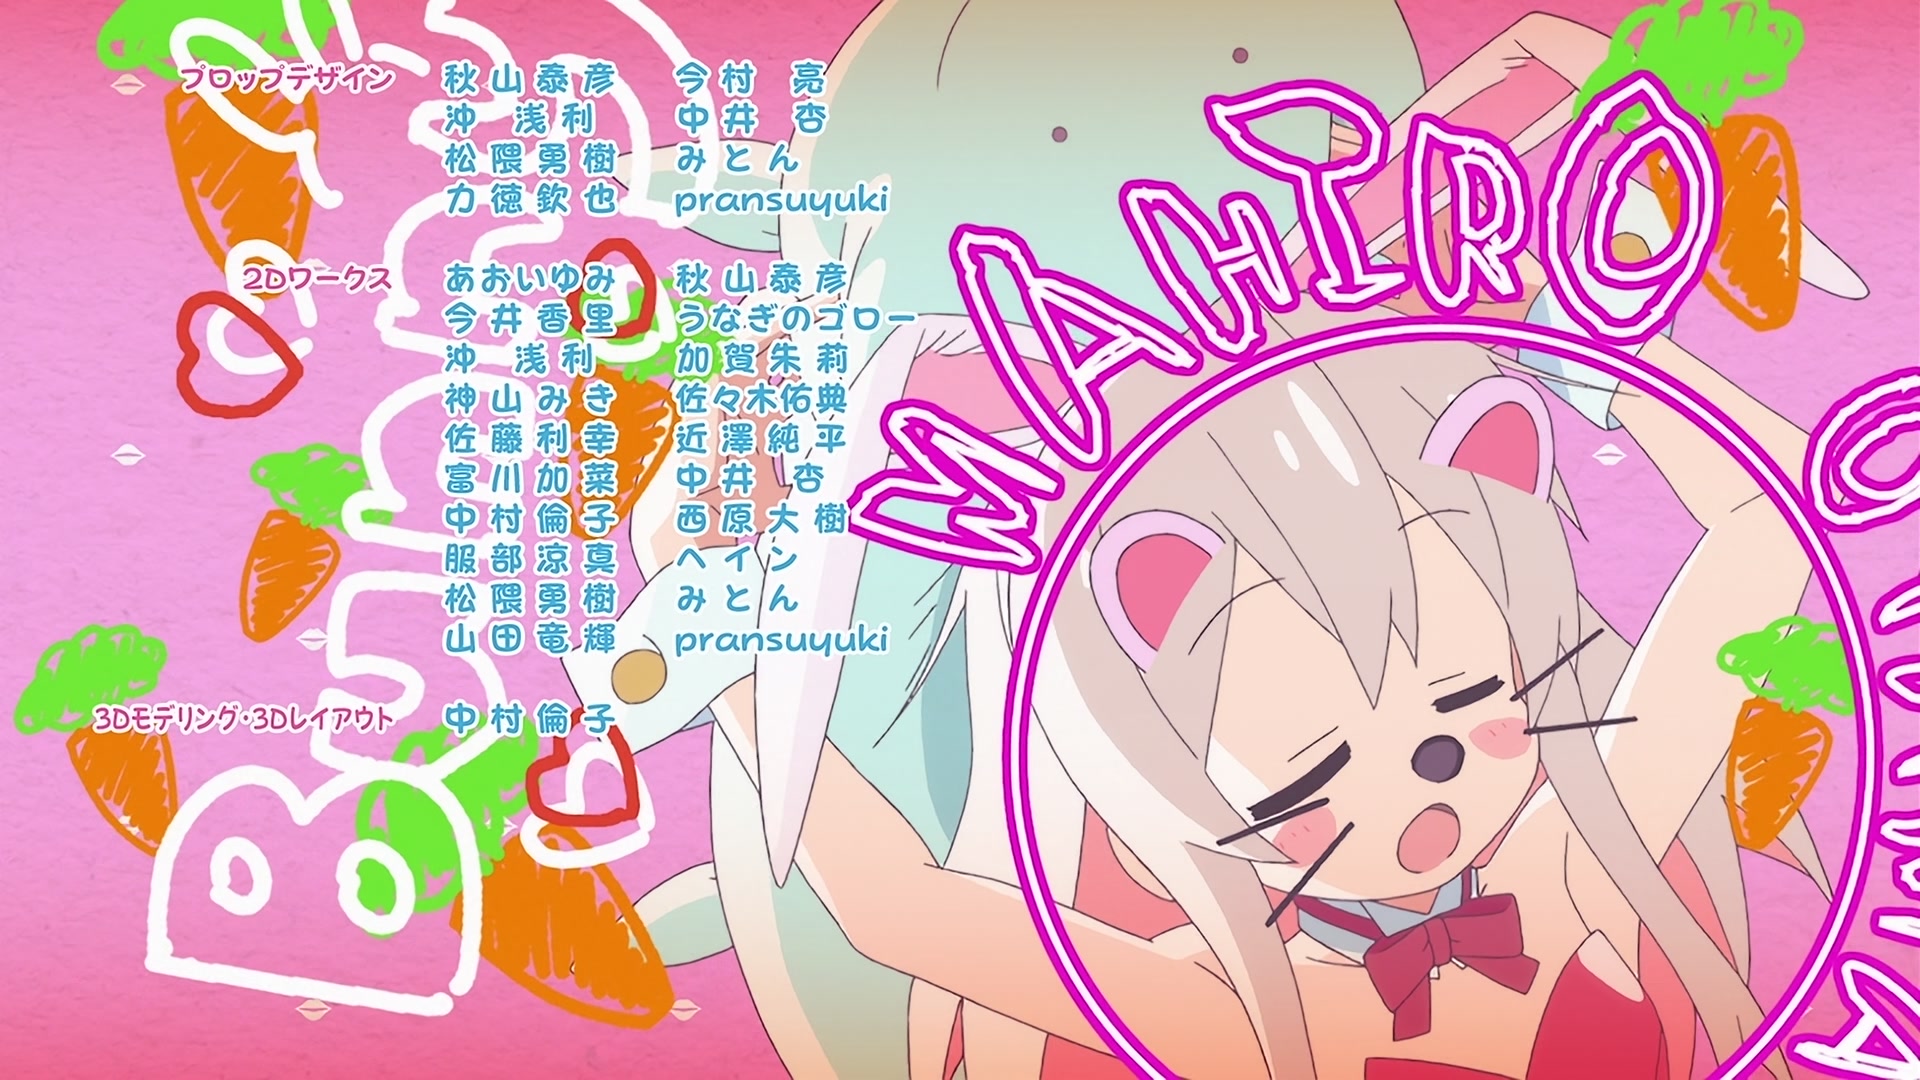 プロップデザイン 秋山泰彦 今村 亮
沖 浅利 中井 杏
松隈勇樹 みとん
力徳欽也 pransuyuki
2Dワークス あおいゆみ 秋山泰彦
今井香里 うなぎのゴロー
沖 浅利 加賀朱莉
神山みき 佐々木佑典
佐藤利幸 近澤純平
富川加菜 中井 杏
中村倫子 西原大樹
服部涼真 ヘイン
松隈勇樹 みとん
山田竜輝 pransuyuki
3Dモデリング・3Dレイアウト 中村倫子
MAHIRO
Bunny